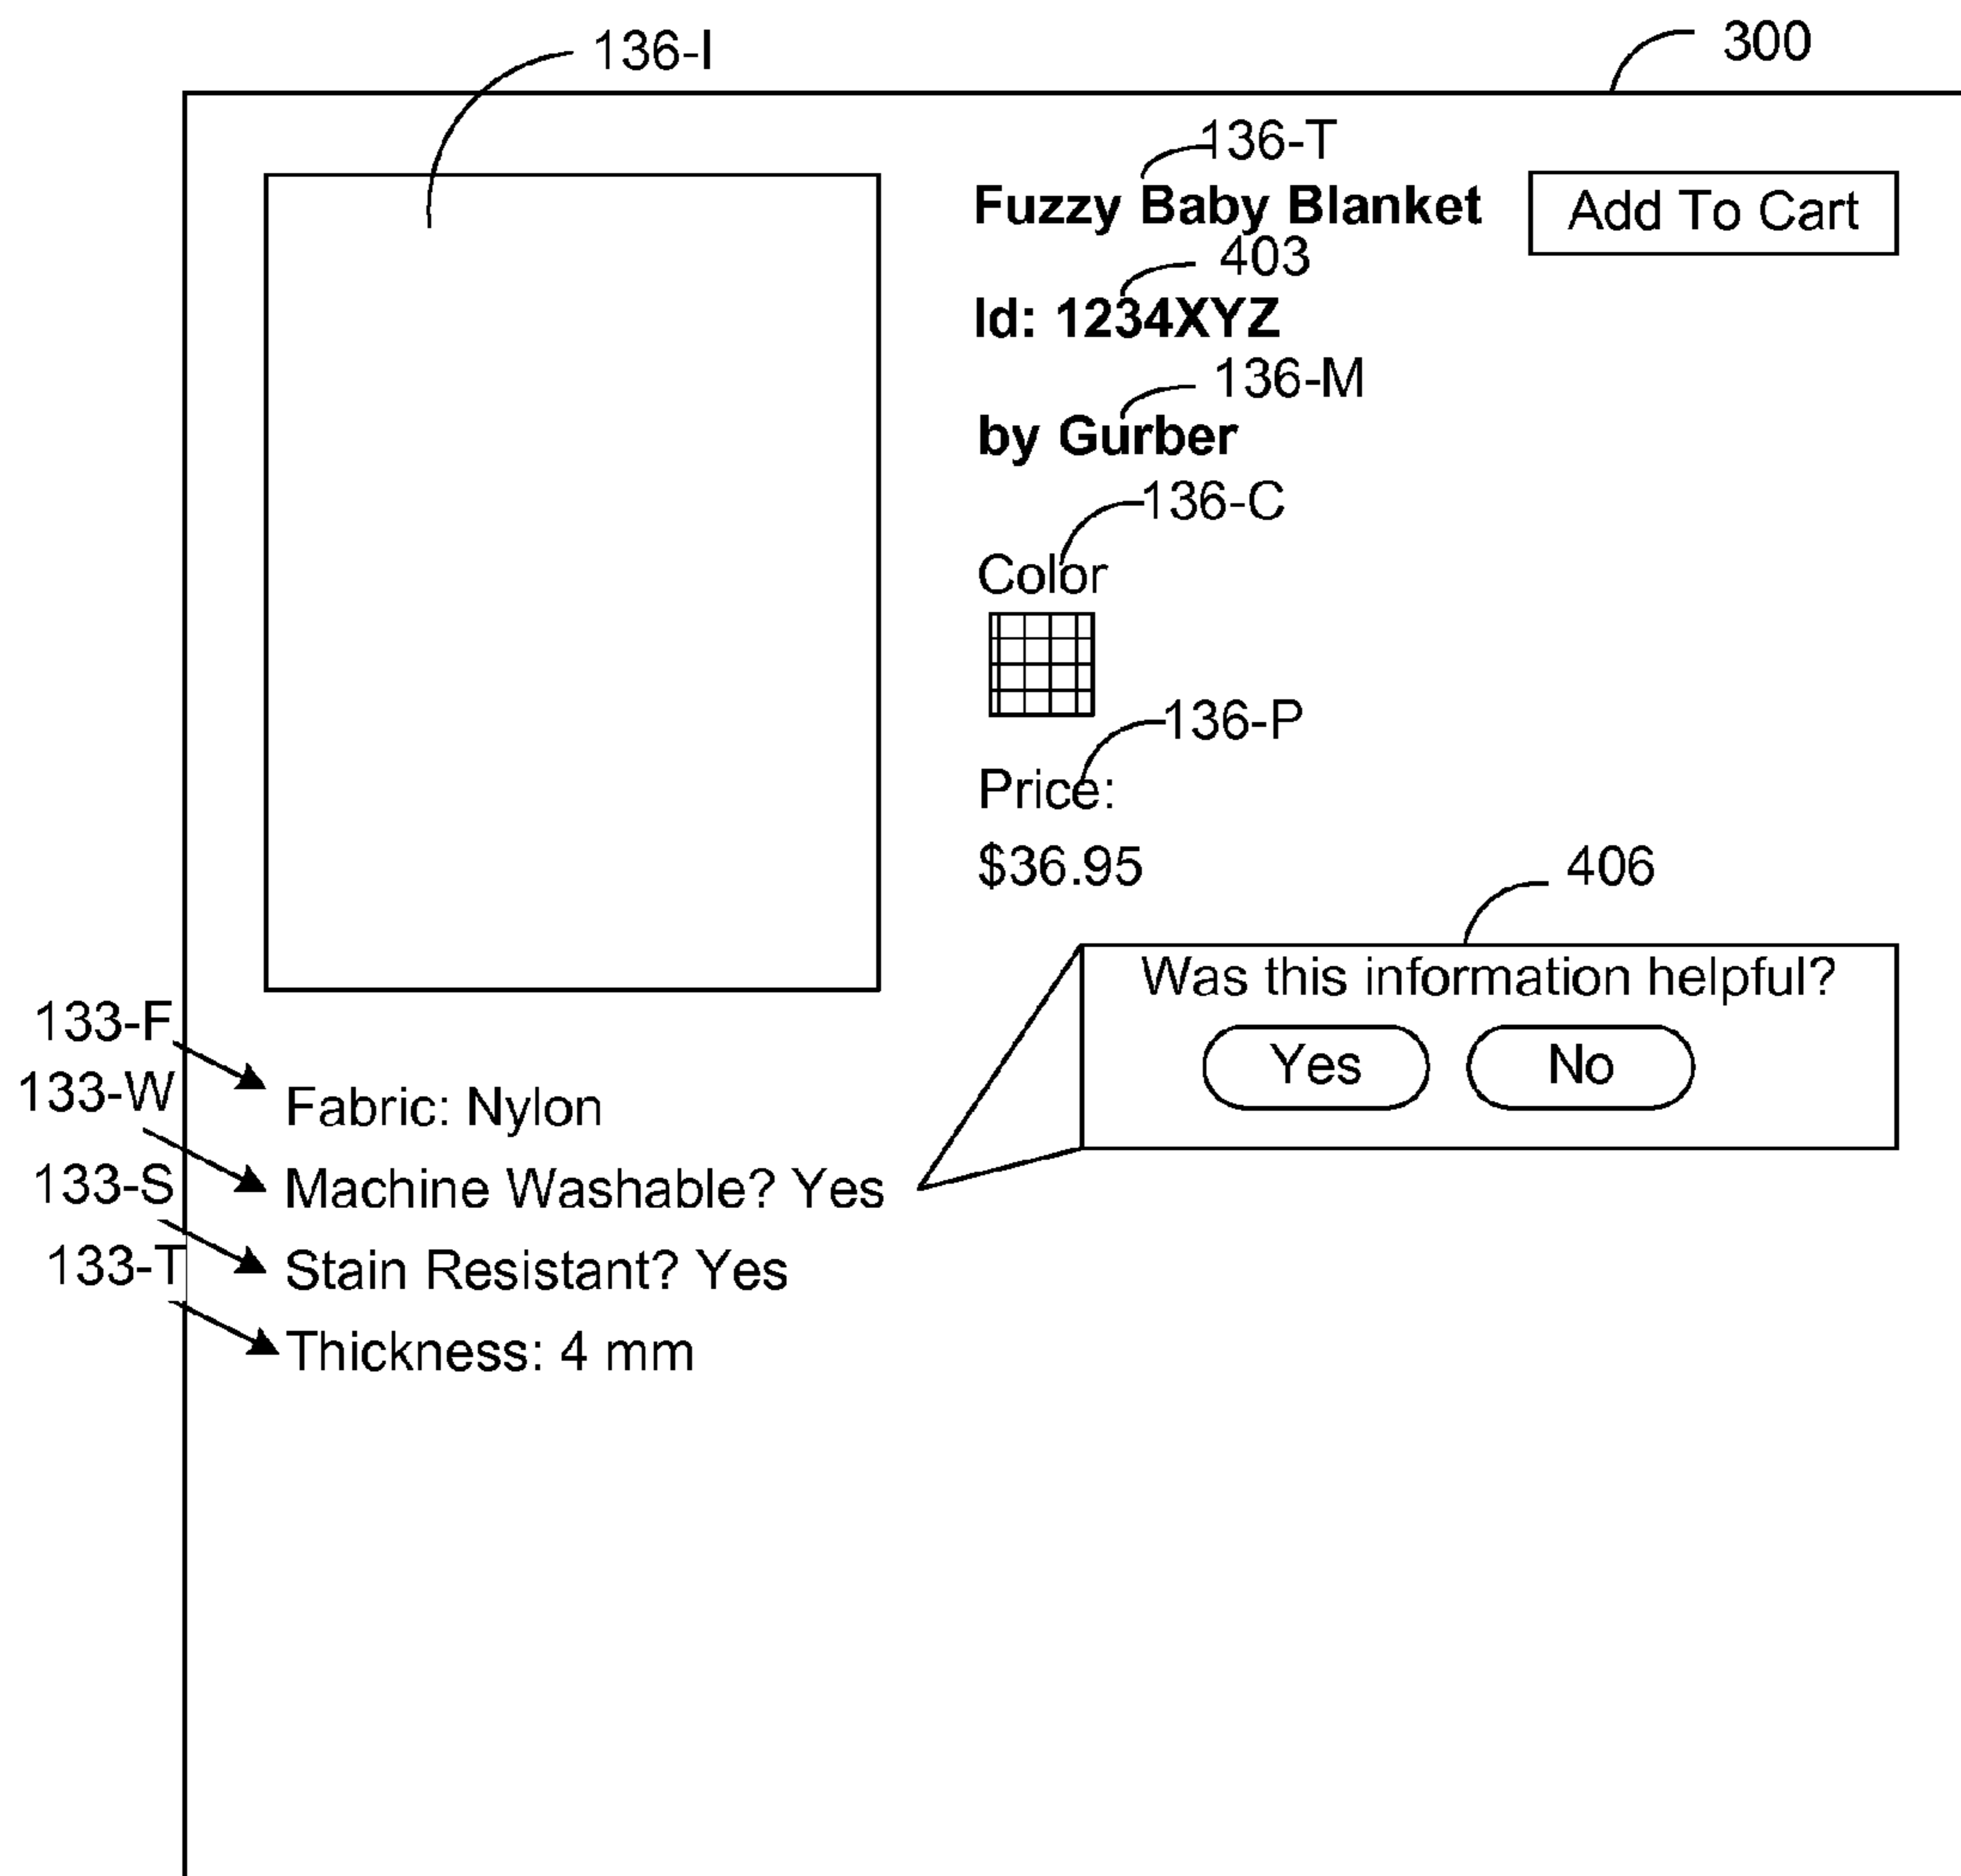 136-I
300
136-T
Fuzzy Baby Blanket
Add To Cart
403
Id: 1234XYZ
136-M
by Gurber
136-C
Color
136-P
Price:
$36.95
406
Was this information helpful?
Yes No
133-F
Fabric: Nylon
133-W
Machine Washable? Yes
133-S
Stain Resistant? Yes
133-T
Thickness: 4 mm